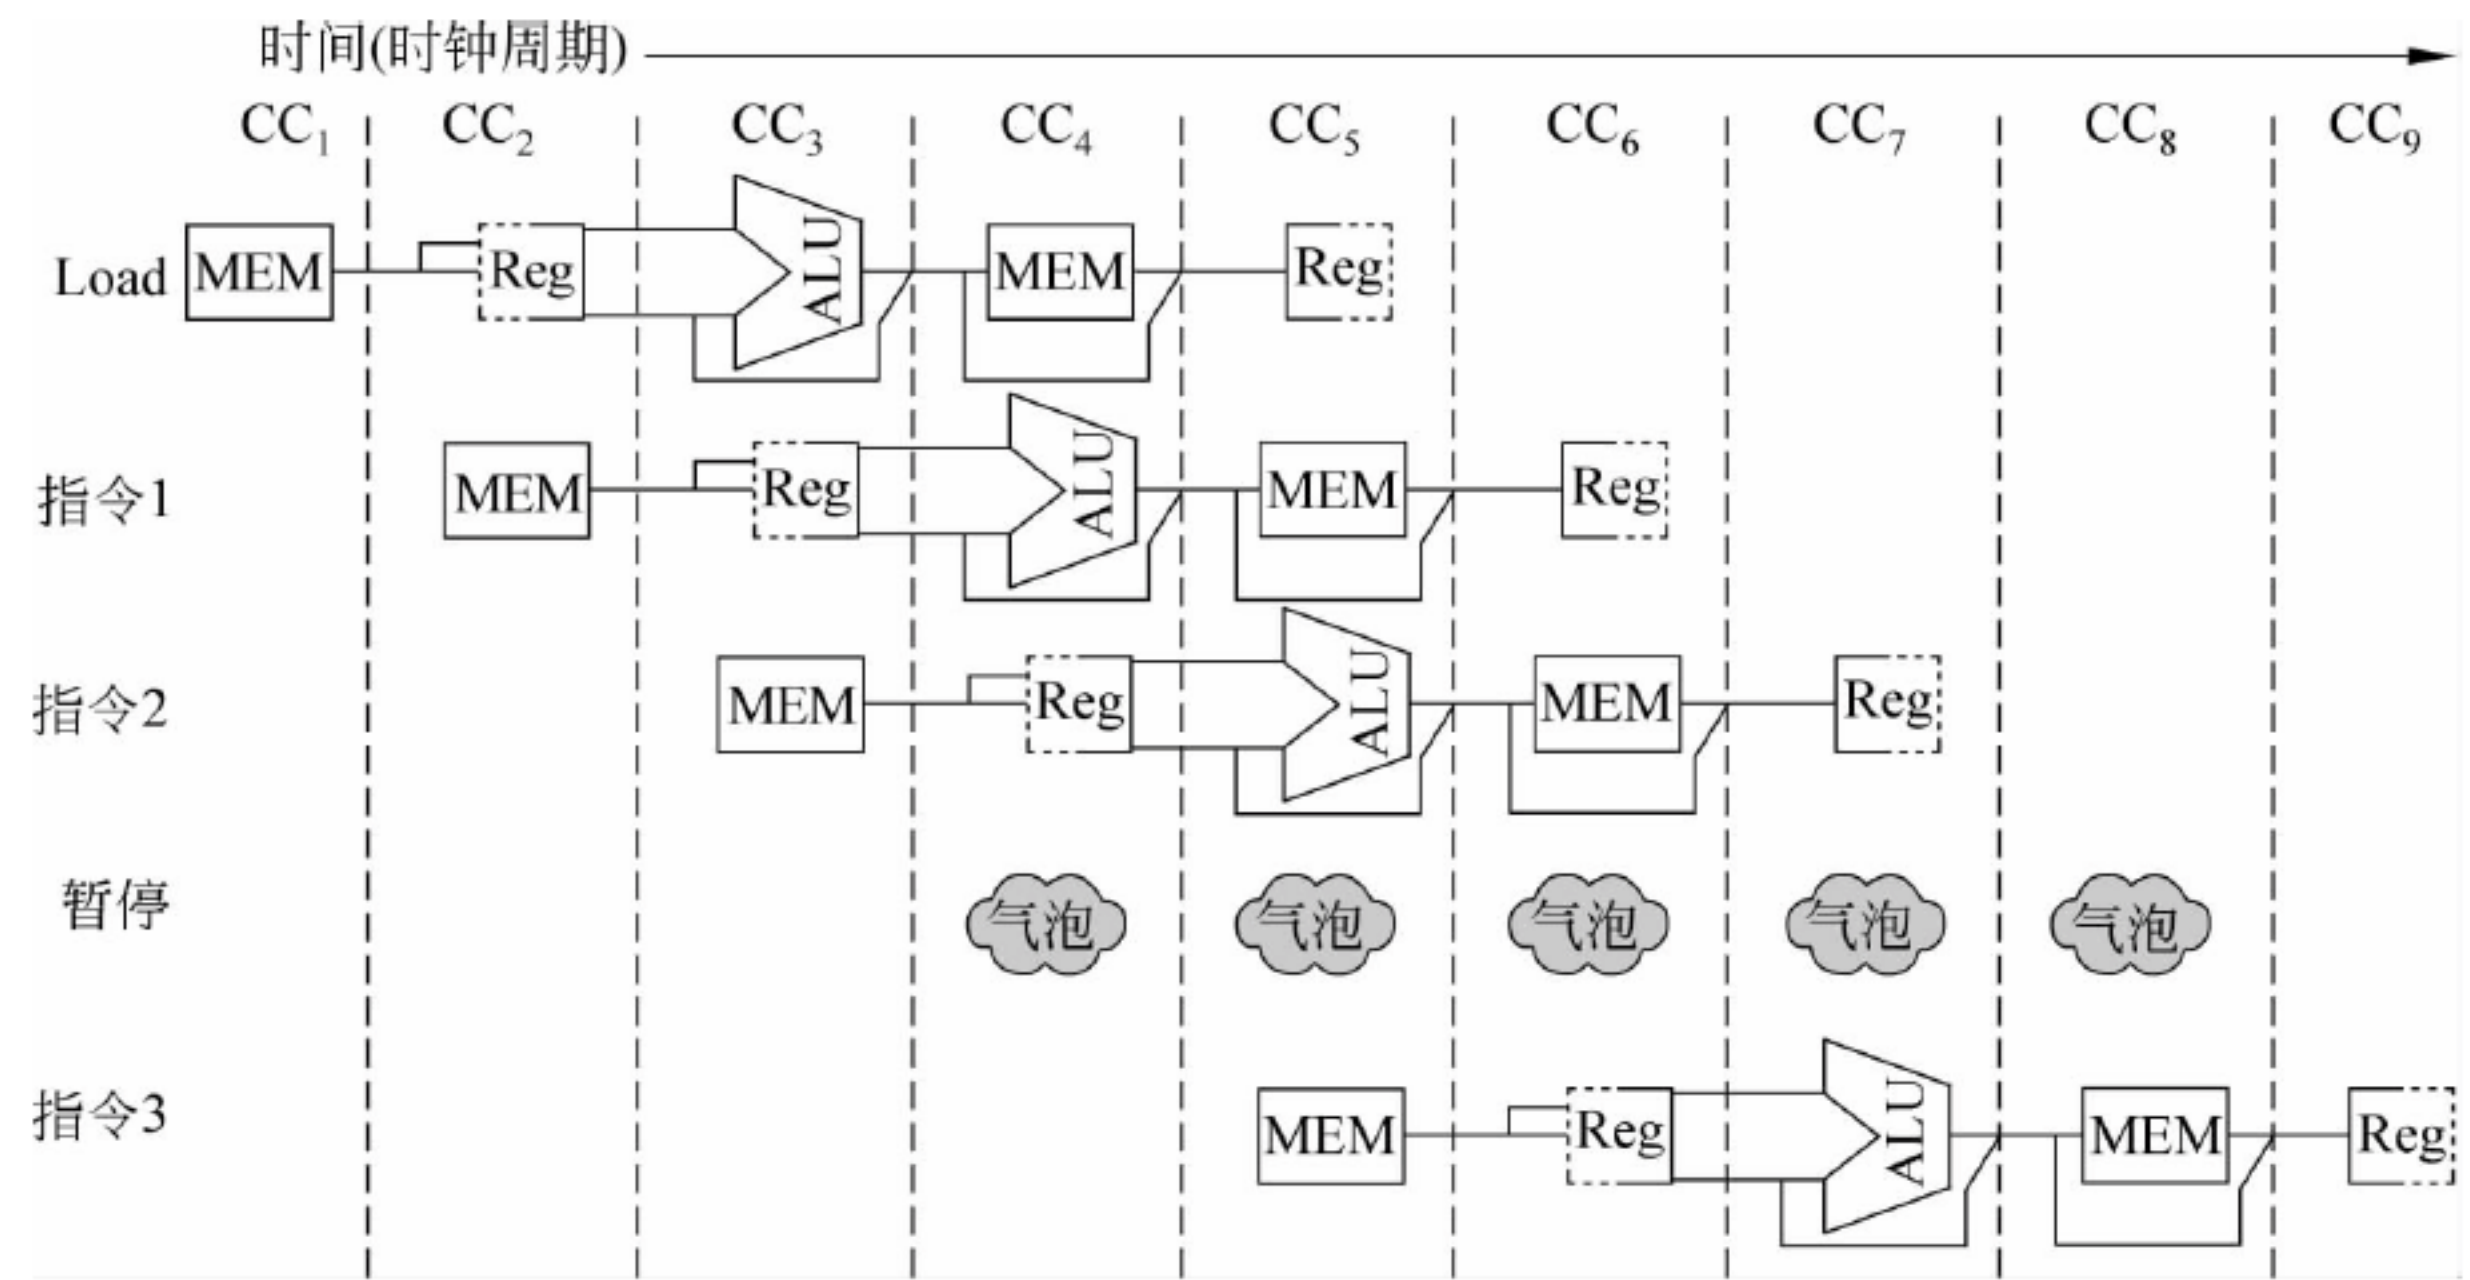 时间(时钟周期)
CC₁ CC₂ CC₃ CC₄ CC₅ CC₆ CC₇ CC₈ CC₉
Load MEM Reg ALU MEM Reg
指令1 MEM Reg ALU MEM Reg
指令2 MEM Reg ALU MEM Reg
暂停 气泡 气泡 气泡 气泡 气泡
指令3 MEM Reg ALU MEM Reg